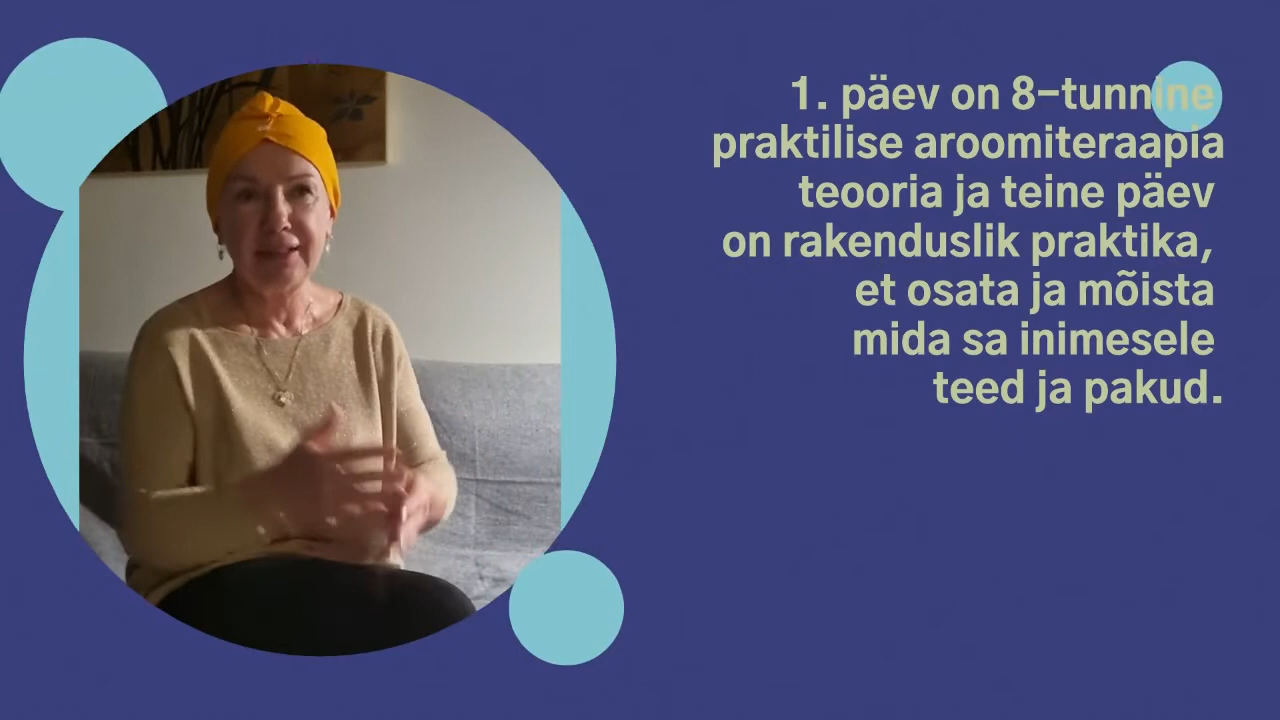 1. päev on 8-tunnine
praktilise aroomiteraapia
teooria ja teine päev
on rakenduslik praktika,
et osata ja mõista
mida sa inimesele
teed ja pakud.